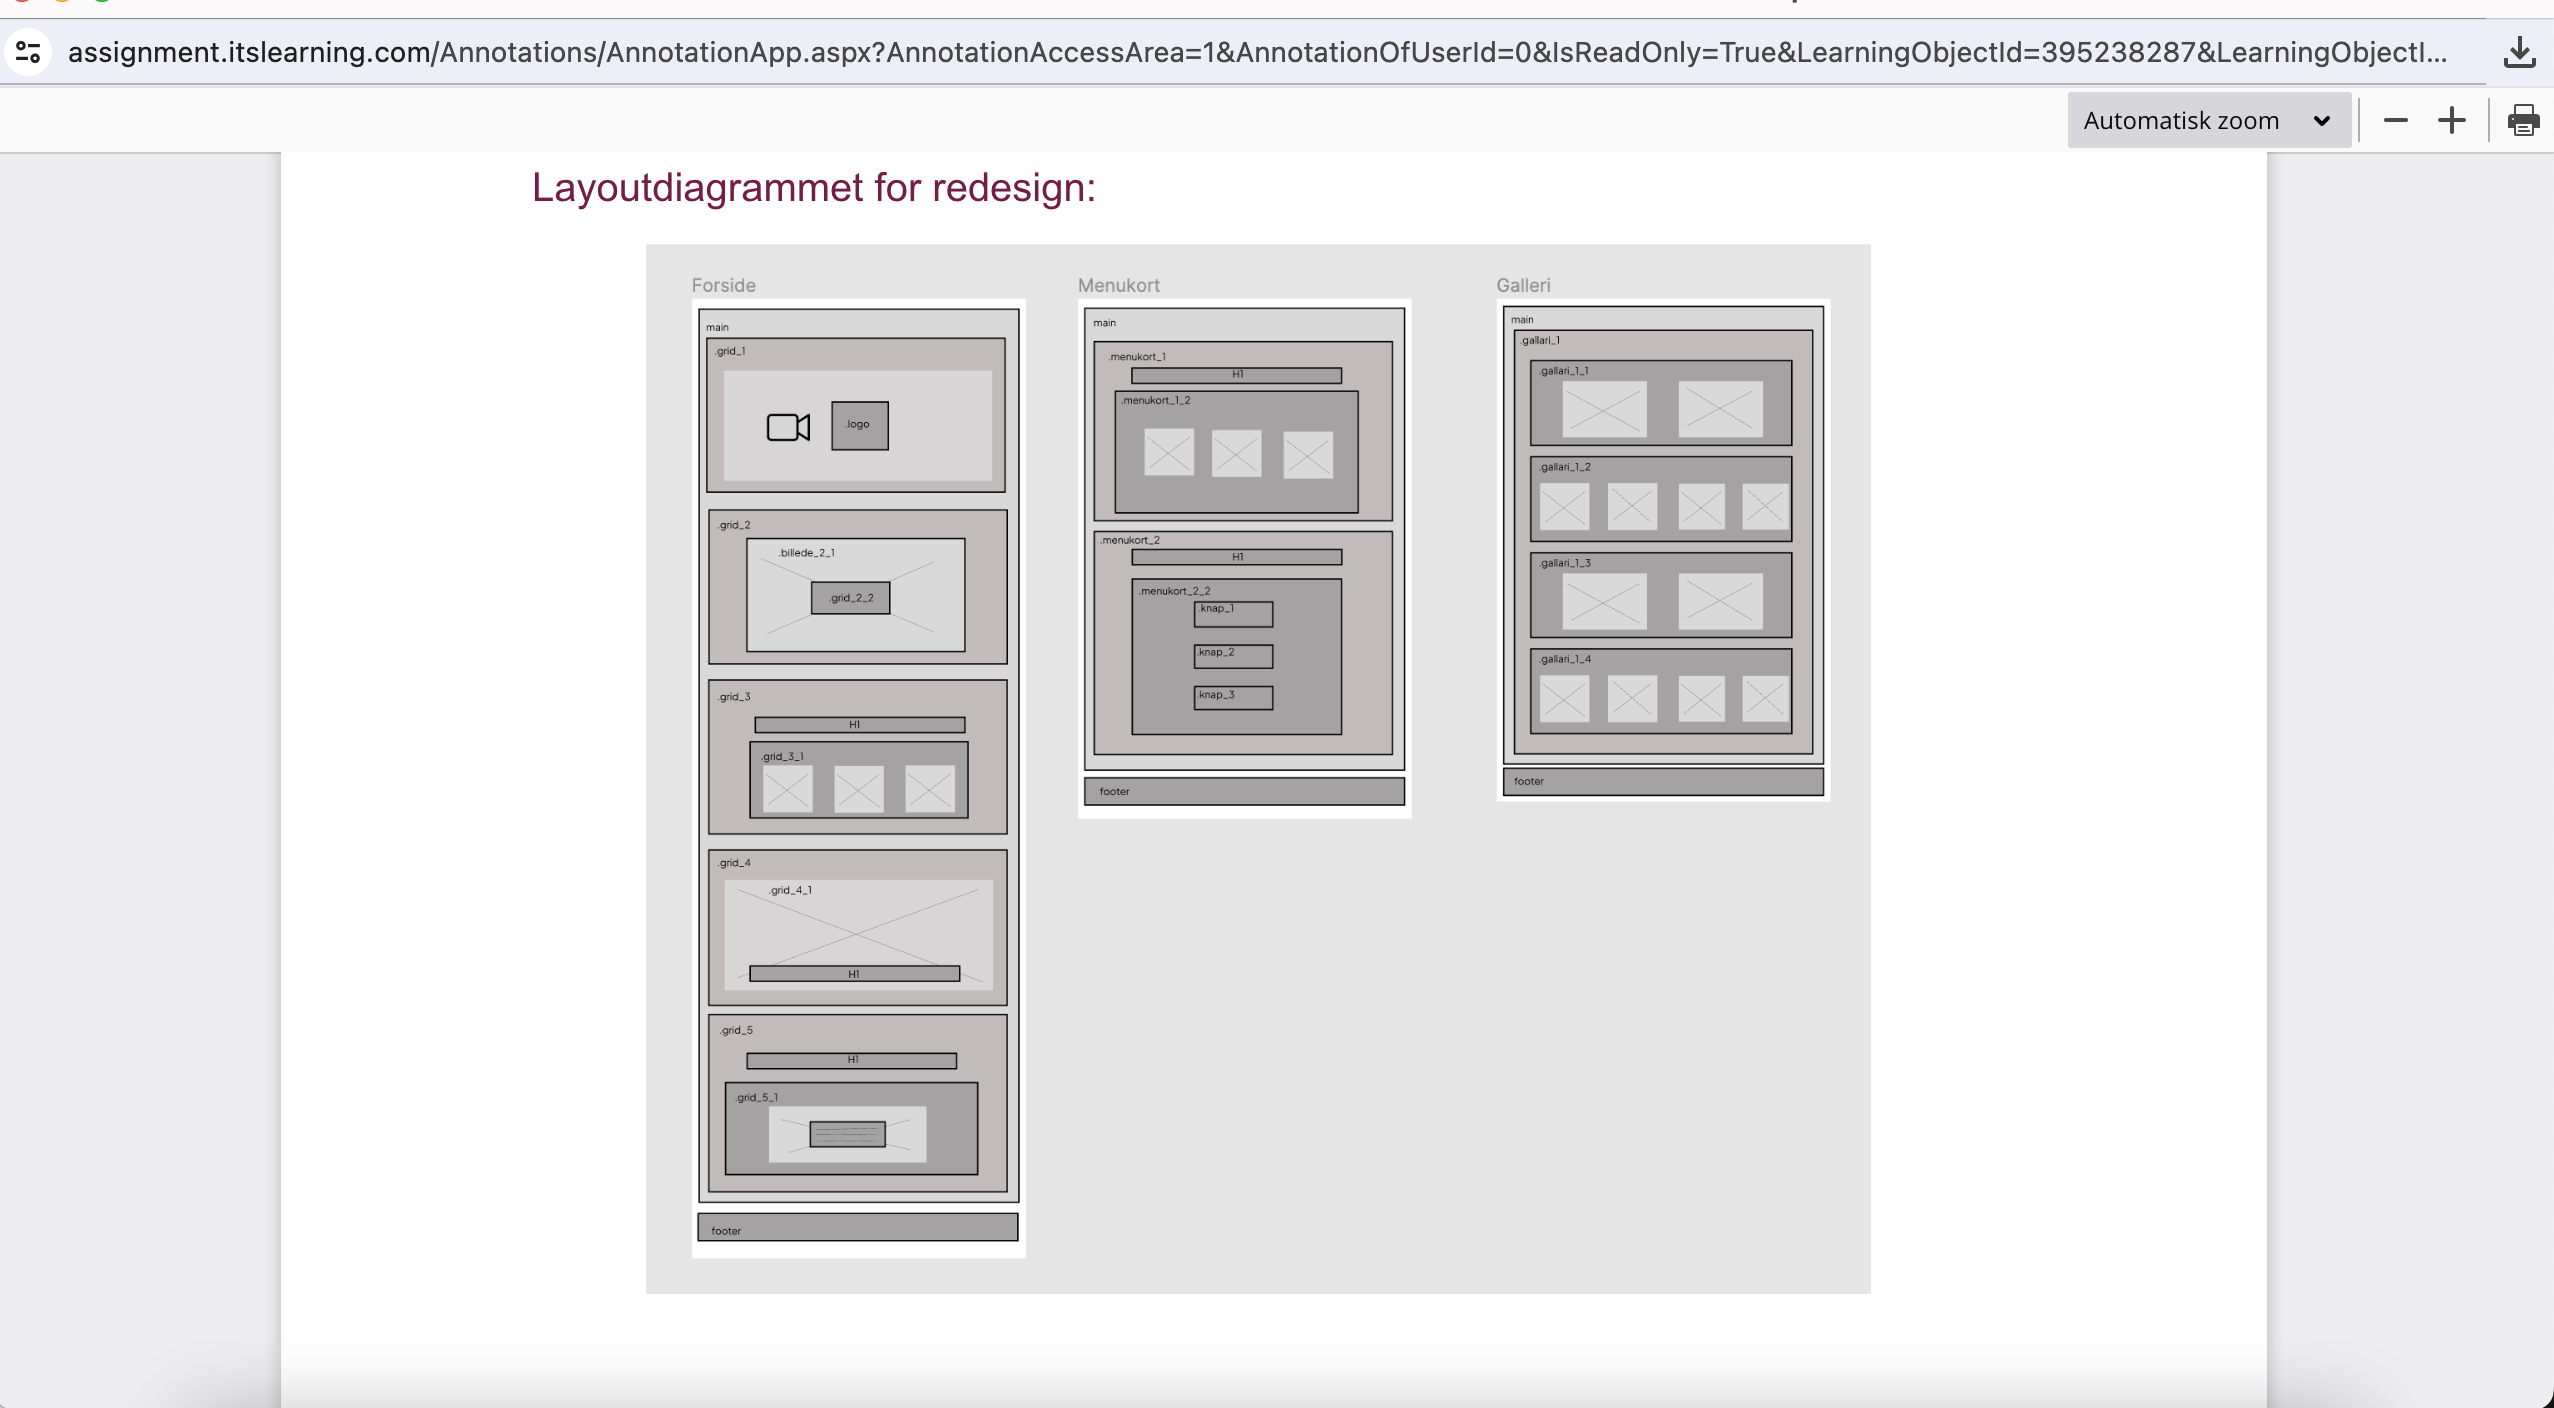 assignment.itslearning.com/Annotations/AnnotationApp.aspx?AnnotationAccessArea=1&AnnotationOfUserId=0&IsReadOnly=True&LearningObjectId=395238287&LearningObjectI...
Automatisk zoom
Layoutdiagrammet for redesign:
Forside
main
.grid_1
.logo
.grid_2
.billede_2_1
.grid_2_2
.grid_3
H1
.grid_3_1
.grid_4
.grid_4_1
H1
.grid_5
H1
.grid_5_1
footer
Menukort
main
.menukort_1
H1
.menukort_1_2
.menukort_2
H1
.menukort_2_2
.knap_1
.knap_2
.knap_3
footer
Galleri
main
.gallari_1
.gallari_1_1
.gallari_1_2
.gallari_1_3
.gallari_1_4
footer